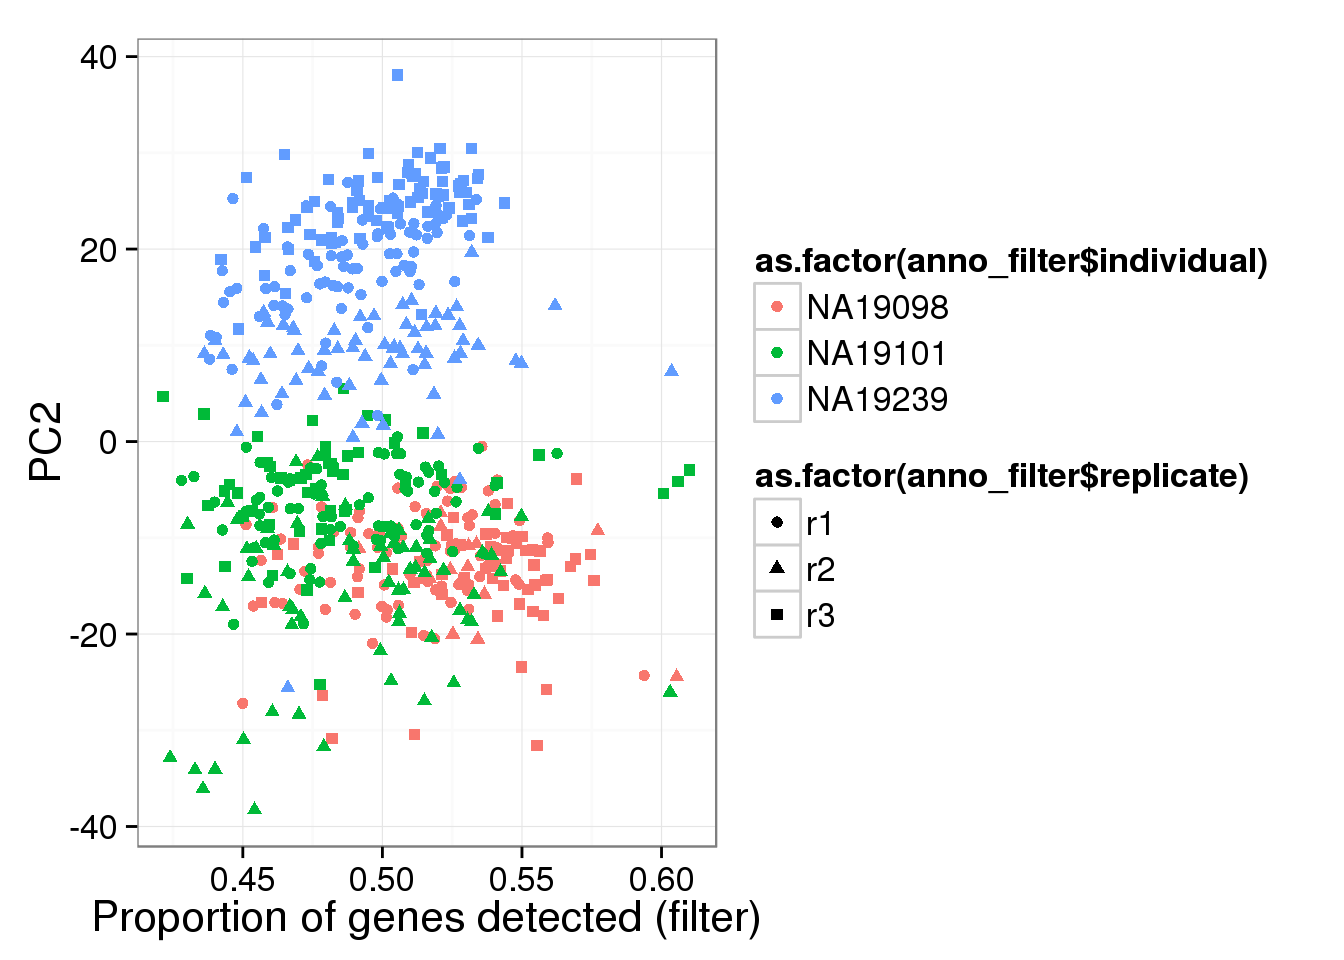 40
20
0
-20
-40
PC2
0.45 0.50 0.55 0.60
Proportion of genes detected (filter)
as.factor(anno_filter$individual)
NA19098
NA19101
NA19239
as.factor(anno_filter$replicate)
r1
r2
r3